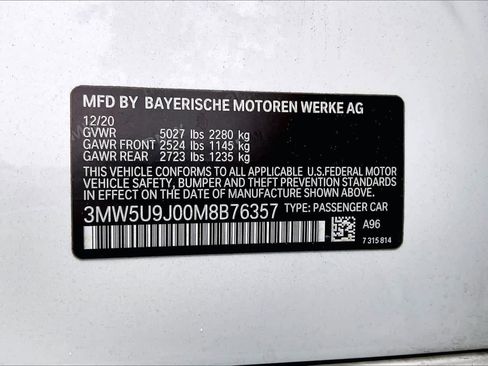 MFD BY BAYERISCHE MOTOREN WERKE AG
12/20
GVWR 5027 lbs 2280 kg
GAWR FRONT 2524 lbs 1145 kg
GAWR REAR 2723 lbs 1235 kg
THIS VEHICLE CONFORMS TO ALL APPLICABLE U.S.FEDERAL MOTOR
VEHICLE SAFETY, BUMPER AND THEFT PREVENTION STANDARDS
IN EFFECT ON THE DATE OF MANUFACTURE SHOWN ABOVE.
3MW5U9J00M8B76357 TYPE: PASSENGER CAR
A96
7 315 814